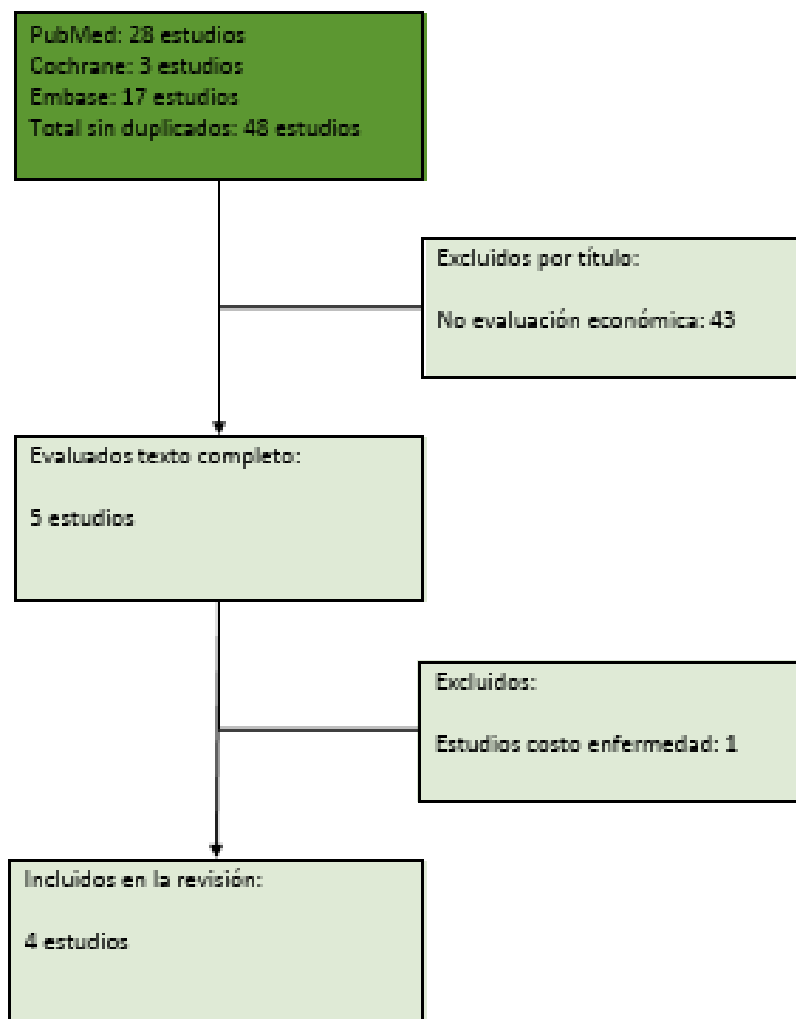 PubMed: 28 estudios
Cochrane: 3 estudios
Embase: 17 estudios
Total sin duplicados: 48 estudios
Excluidos por título:
No evaluación económica: 43
Evaluados texto completo:
5 estudios
Excluidos:
Estudios costo enfermedad: 1
Incluidos en la revisión:
4 estudios